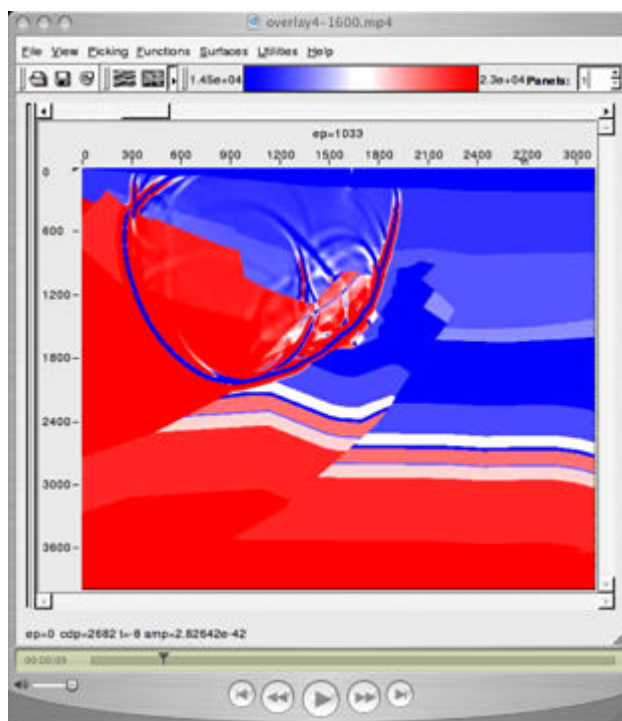 overlay4-1600.mp4
File View Picking Functions Surfaces Utilities Help
1.45e+04 2.3e+04 Panels: 1
ep=1033
0 300 600 900 1200 1500 1800 2100 2400 2700 3000
0
600
1200
1800
2400
3000
3600
ep=0 cdp=2682 t=-8 amp=2.82642e-42
00:00:09